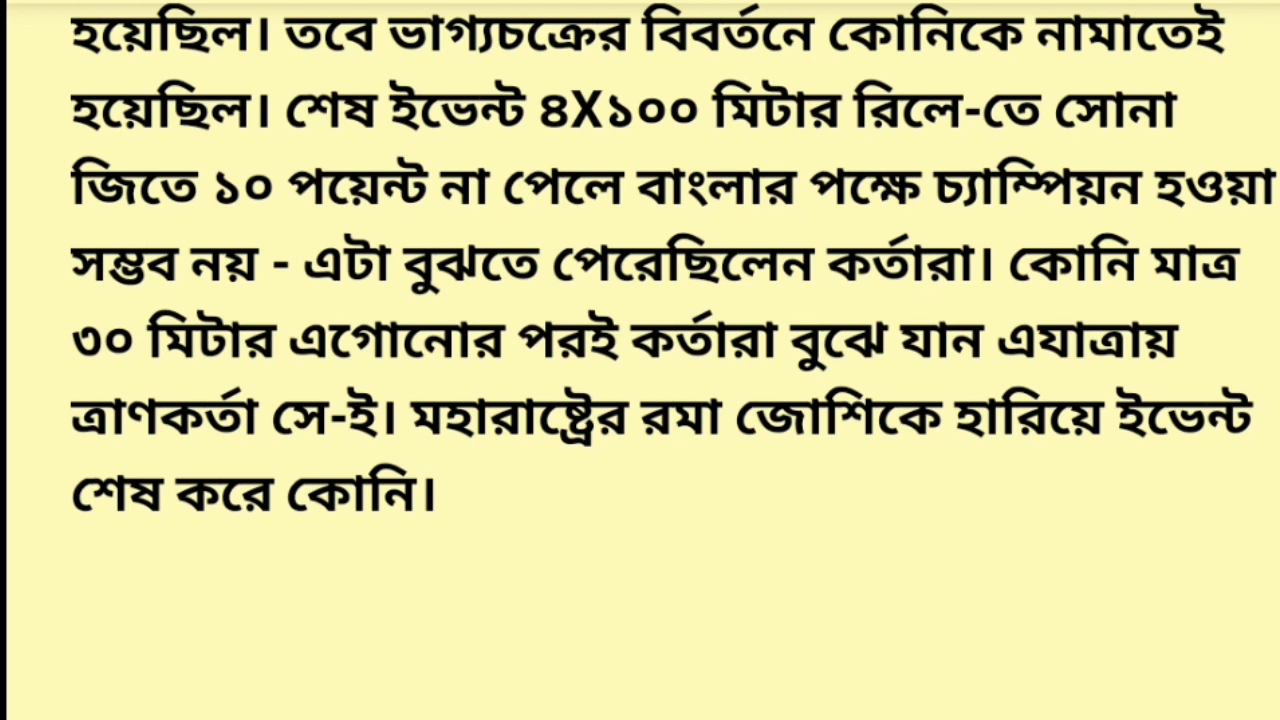 হয়েছিল। তবে ভাগ্যচক্রের বিবর্তনে কোনিকে নামাতেই
হয়েছিল। শেষ ইভেন্ট ৪X১০০ মিটার রিলে-তে সোনা
জিতে ১০ পয়েন্ট না পেলে বাংলার পক্ষে চ্যাম্পিয়ন হওয়া
সম্ভব নয় - এটা বুঝতে পেরেছিলেন কর্তারা। কোনি মাত্র
৩০ মিটার এগোনোর পরই কর্তারা বুঝে যান এযাত্রায়
ত্রাণকর্তা সে-ই। মহারাষ্ট্রের রমা জোশিকে হারিয়ে ইভেন্ট
শেষ করে কোনি।